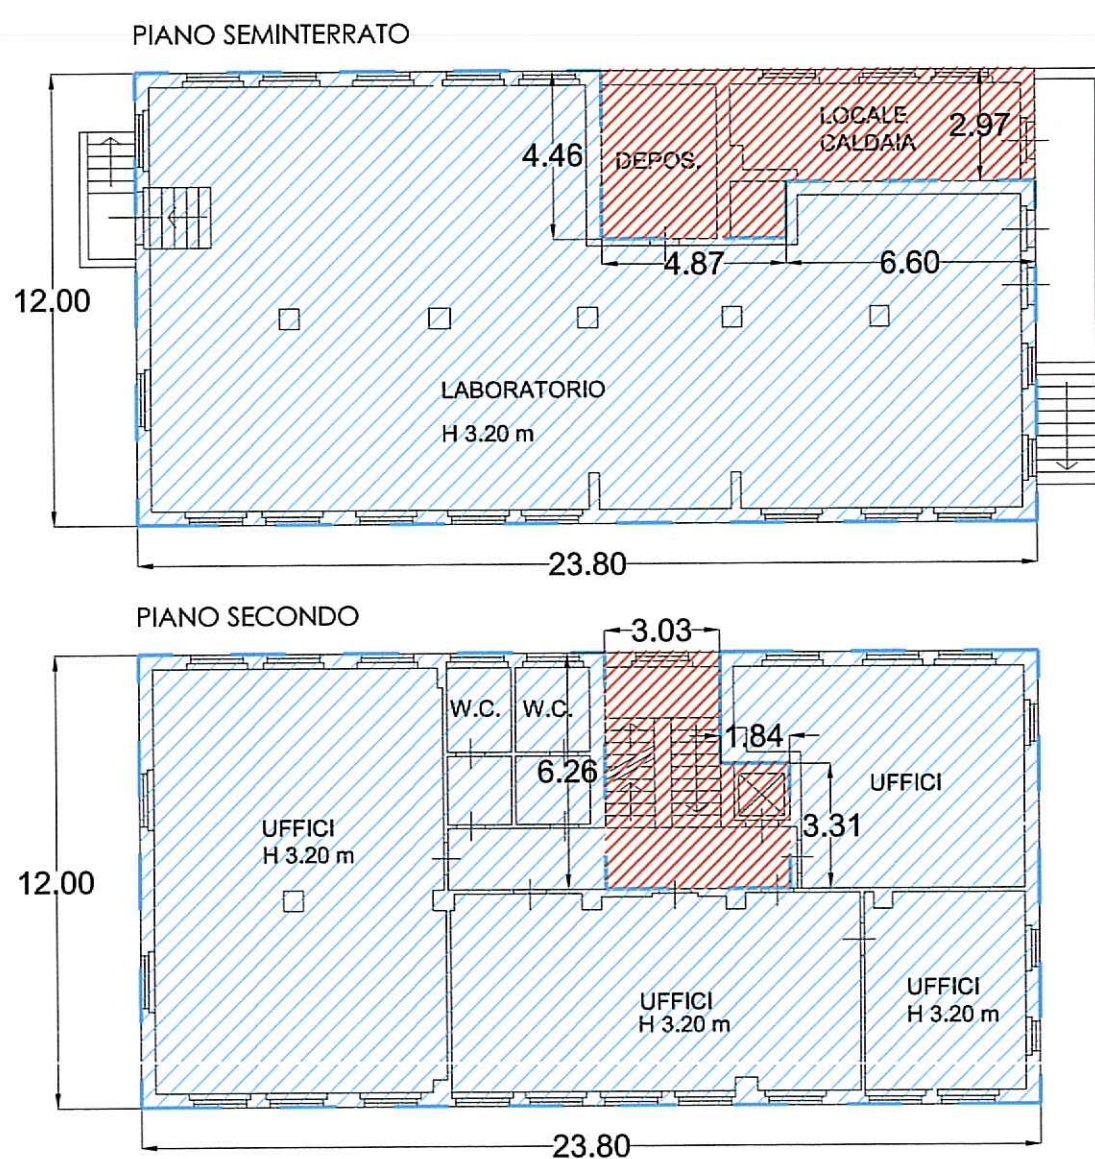 PIANO SEMINTERRATO
LOCALE
CALDAIA
2.97
4.46
DEPOS.
4.87
6.60
12.00
LABORATORIO
H 3.20 m
23.80
PIANO SECONDO
3.03
W.C.
W.C.
1.84
6.26
UFFICI
UFFICI
H 3.20 m
3.31
12.00
UFFICI
H 3.20 m
UFFICI
H 3.20 m
23.80